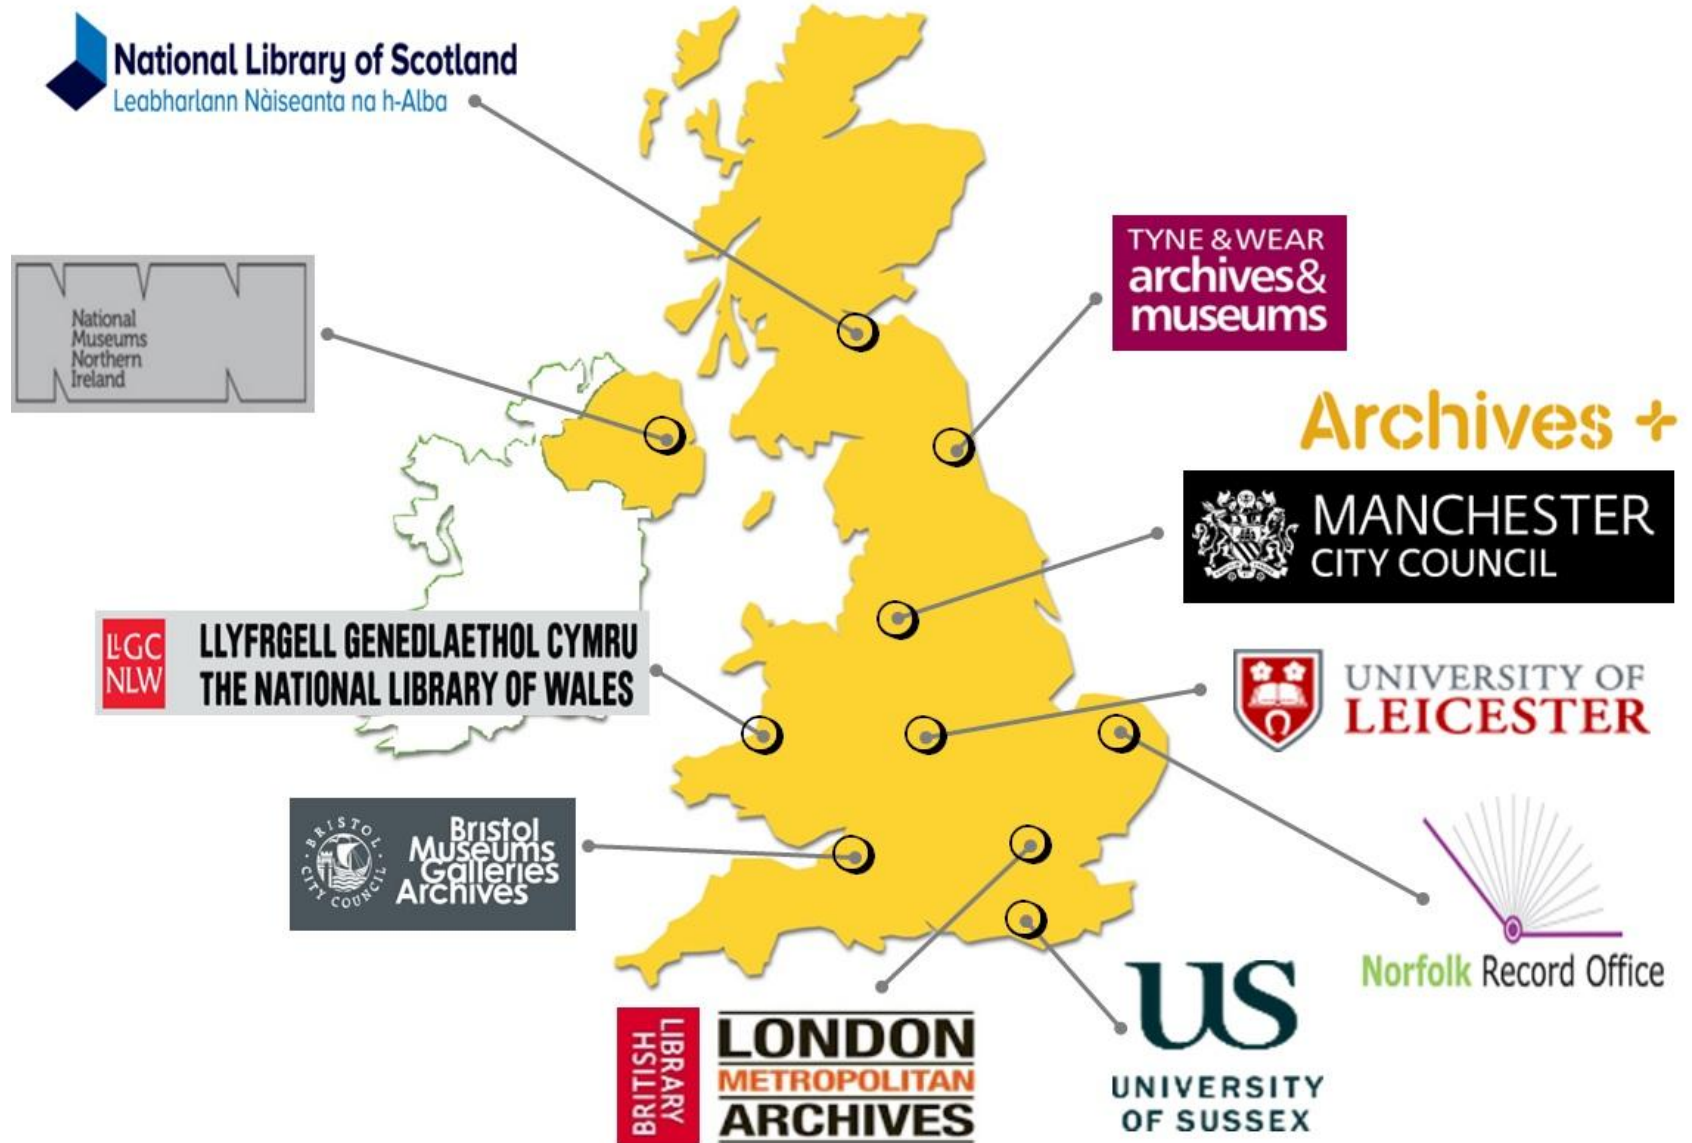 National Library of Scotland
Leabharlann Nàiseanta na h-Alba
TYNE & WEAR
archives&
museums
National
Museums
Northern
Ireland
Archives +
MANCHESTER
CITY COUNCIL
LLGC
NLW
LLYFRGELL GENEDLAETHOL CYMRU
THE NATIONAL LIBRARY OF WALES
UNIVERSITY OF
LEICESTER
BRISTOL
CITY COUNCIL
Bristol
Museums
Galleries
Archives
Norfolk Record Office
BRITISH
LIBRARY
LONDON
METROPOLITAN
ARCHIVES
US
UNIVERSITY
OF SUSSEX